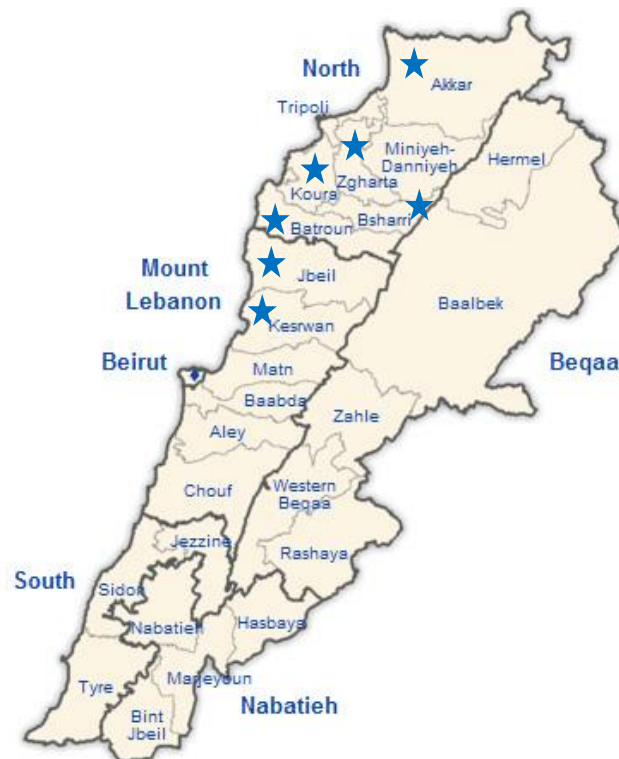 North
Akkar
Tripoli
Miniyeh-
Danniyeh
Hermel
Zgharta
Koura
Bsharri
Batroun
Mount
Lebanon
Jbeil
Baalbek
Kesrwan
Beirut
Matn
Beqaa
Baabda
Zahle
Aley
Western
Beqaa
Chouf
Jezzine
Rashaya
South
Sidon
Nabatieh
Hasbaya
Marjeyoun
Tyre
Nabatieh
Bint
Jbeil